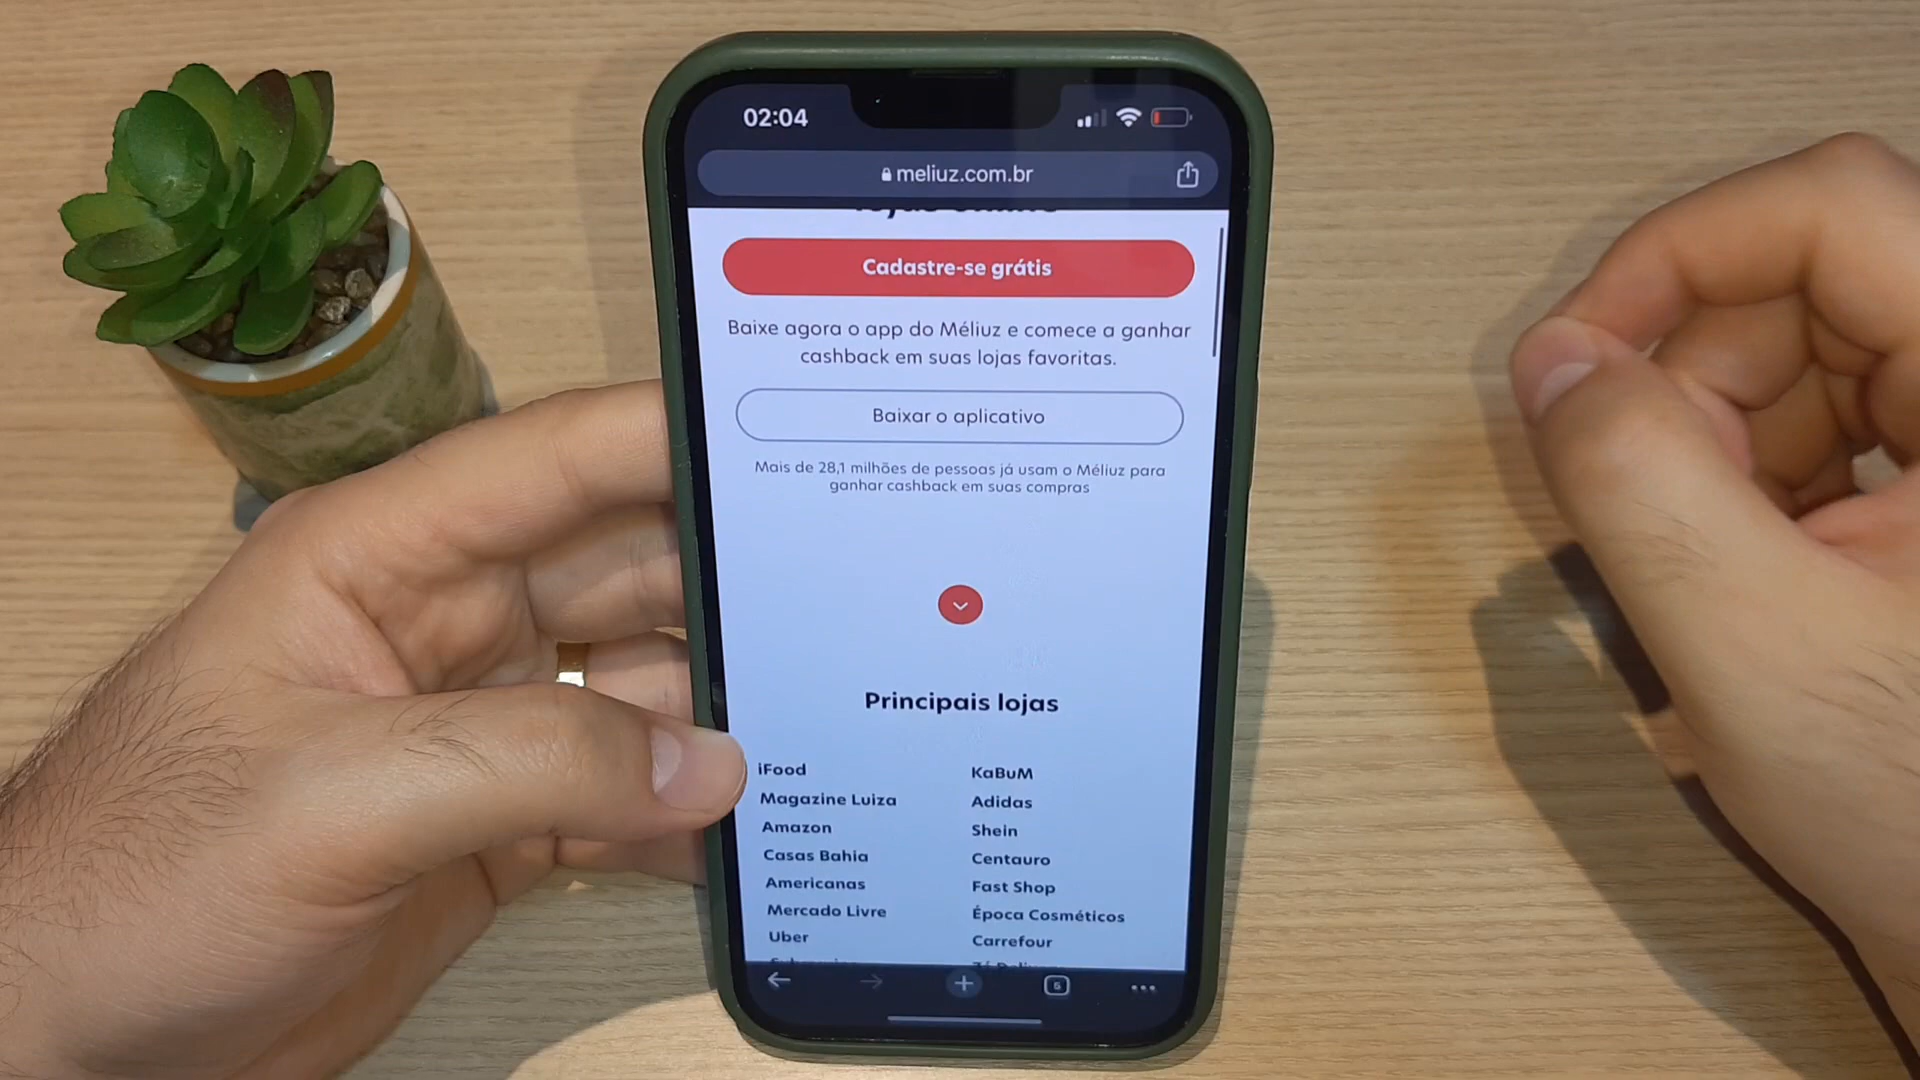 02:04
meliuz.com.br
Cadastre-se grátis
Baixe agora o app do Méliuz e comece a ganhar
cashback em suas lojas favoritas.
Baixar o aplicativo
Mais de 28,1 milhões de pessoas já usam o Méliuz para
ganhar cashback em suas compras
Principais lojas
iFood
Magazine Luiza
Amazon
Casas Bahia
Americanas
Mercado Livre
Uber
KaBuM
Adidas
Shein
Centauro
Fast Shop
Época Cosméticos
Carrefour